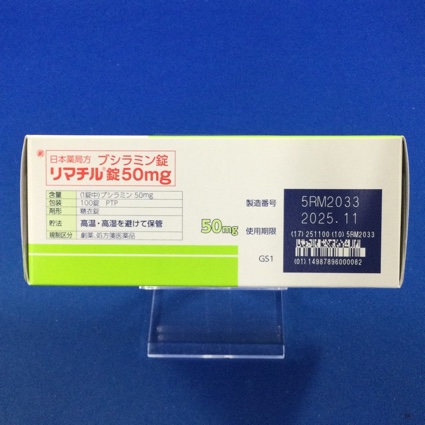 日本薬局方 ブシラミン錠
リマチル®錠50mg
含量 (1錠中)ブシラミン 50mg
包装 100錠 PTP
剤形 糖衣錠
貯法 高温・高湿を避けて保管
規制区分 劇薬、処方箋医薬品
50mg
製造番号 5RM2033
使用期限 2025.11
(17) 251100 (10) 5RM2033
GS1
(01) 14987896000082